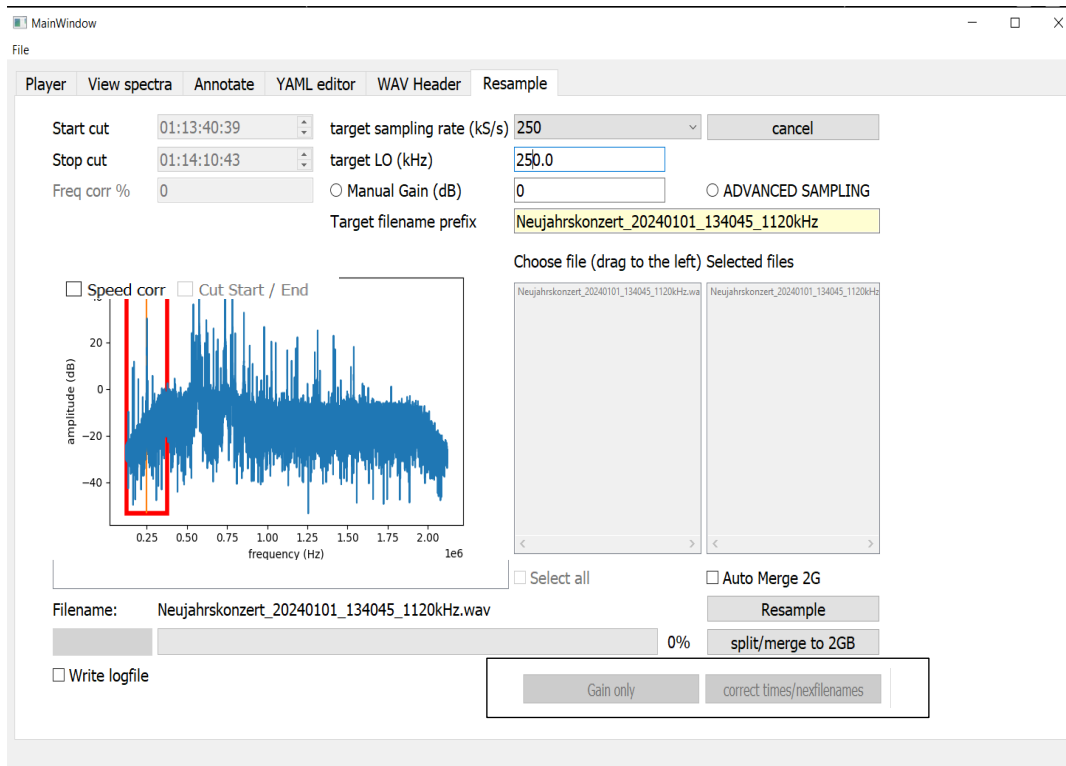 MainWindow
File
Player View spectra Annotate YAML editor WAV Header Resample
Start cut 01:13:40:39 target sampling rate (kS/s) 250 cancel
Stop cut 01:14:10:43 target LO (kHz) 250.0
Freq corr % 0 Manual Gain (dB) 0 ADVANCED SAMPLING
Target filename prefix Neujahrskonzert_20240101_134045_1120kHz
Choose file (drag to the left) Selected files
Neujahrskonzert_20240101_134045_1120kHz.wa Neujahrskonzert_20240101_134045_1120kHz
Speed corr Cut Start / End
20
0
−20
−40
amplitude (dB)
0.25 0.50 0.75 1.00 1.25 1.50 1.75 2.00
frequency (Hz) 1e6
Select all Auto Merge 2G
Filename: Neujahrskonzert_20240101_134045_1120kHz.wav Resample
0% split/merge to 2GB
Write logfile
Gain only correct times/nexfilenames